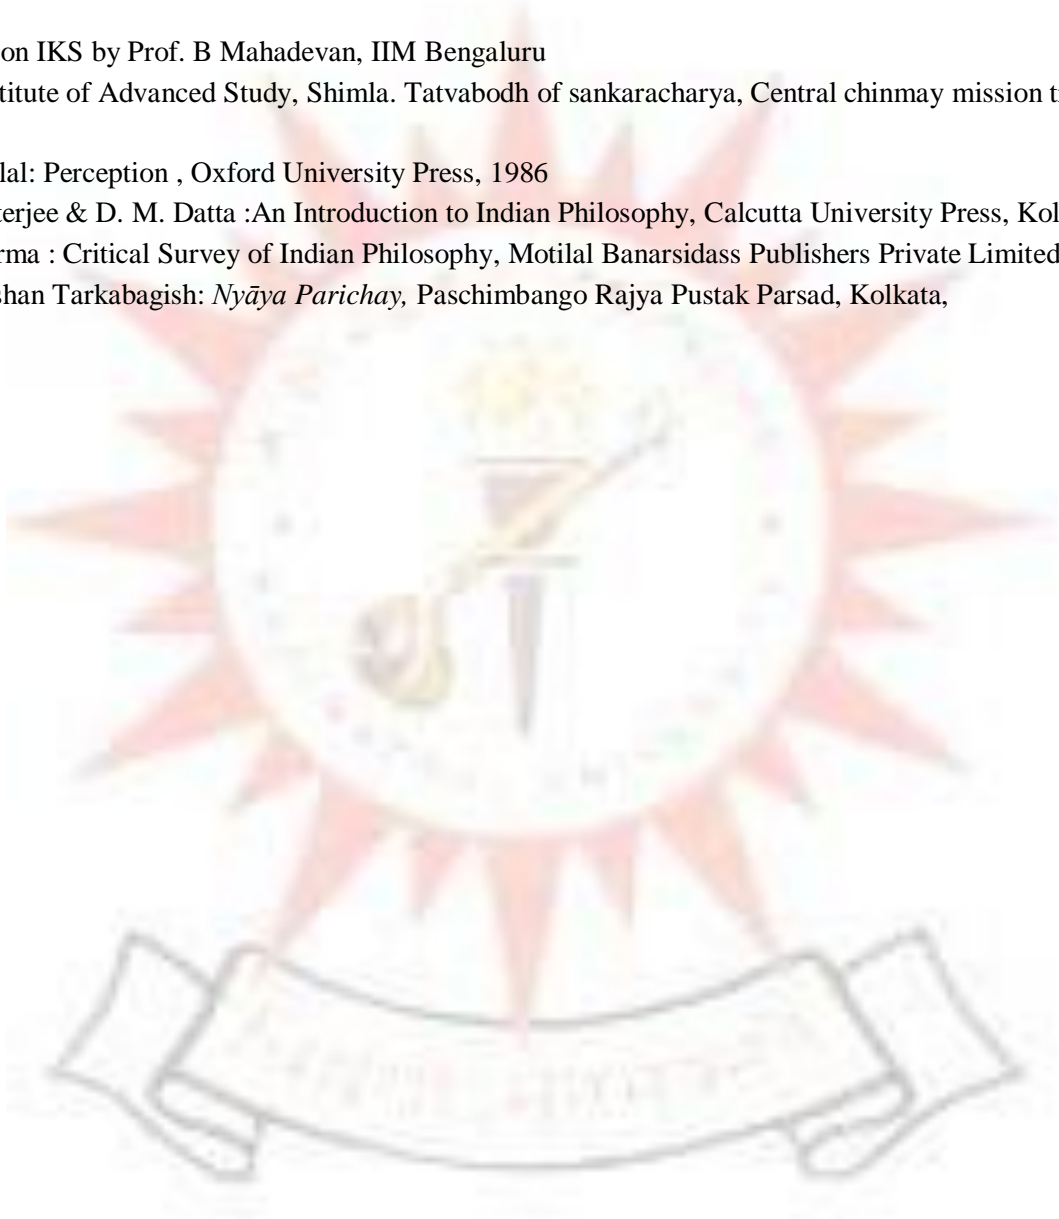 on IKS by Prof. B Mahadevan, IIM Bengaluru
titute of Advanced Study, Shimla. Tatvabodh of sankaracharya, Central chinmay mission
lal: Perception , Oxford University Press, 1986
terjee & D. M. Datta :An Introduction to Indian Philosophy, Calcutta University Press, Kol
rma : Critical Survey of Indian Philosophy, Motilal Banarsidass Publishers Private Limited
shan Tarkabagish: Nyāya Parichay, Paschimbango Rajya Pustak Parsad, Kolkata,